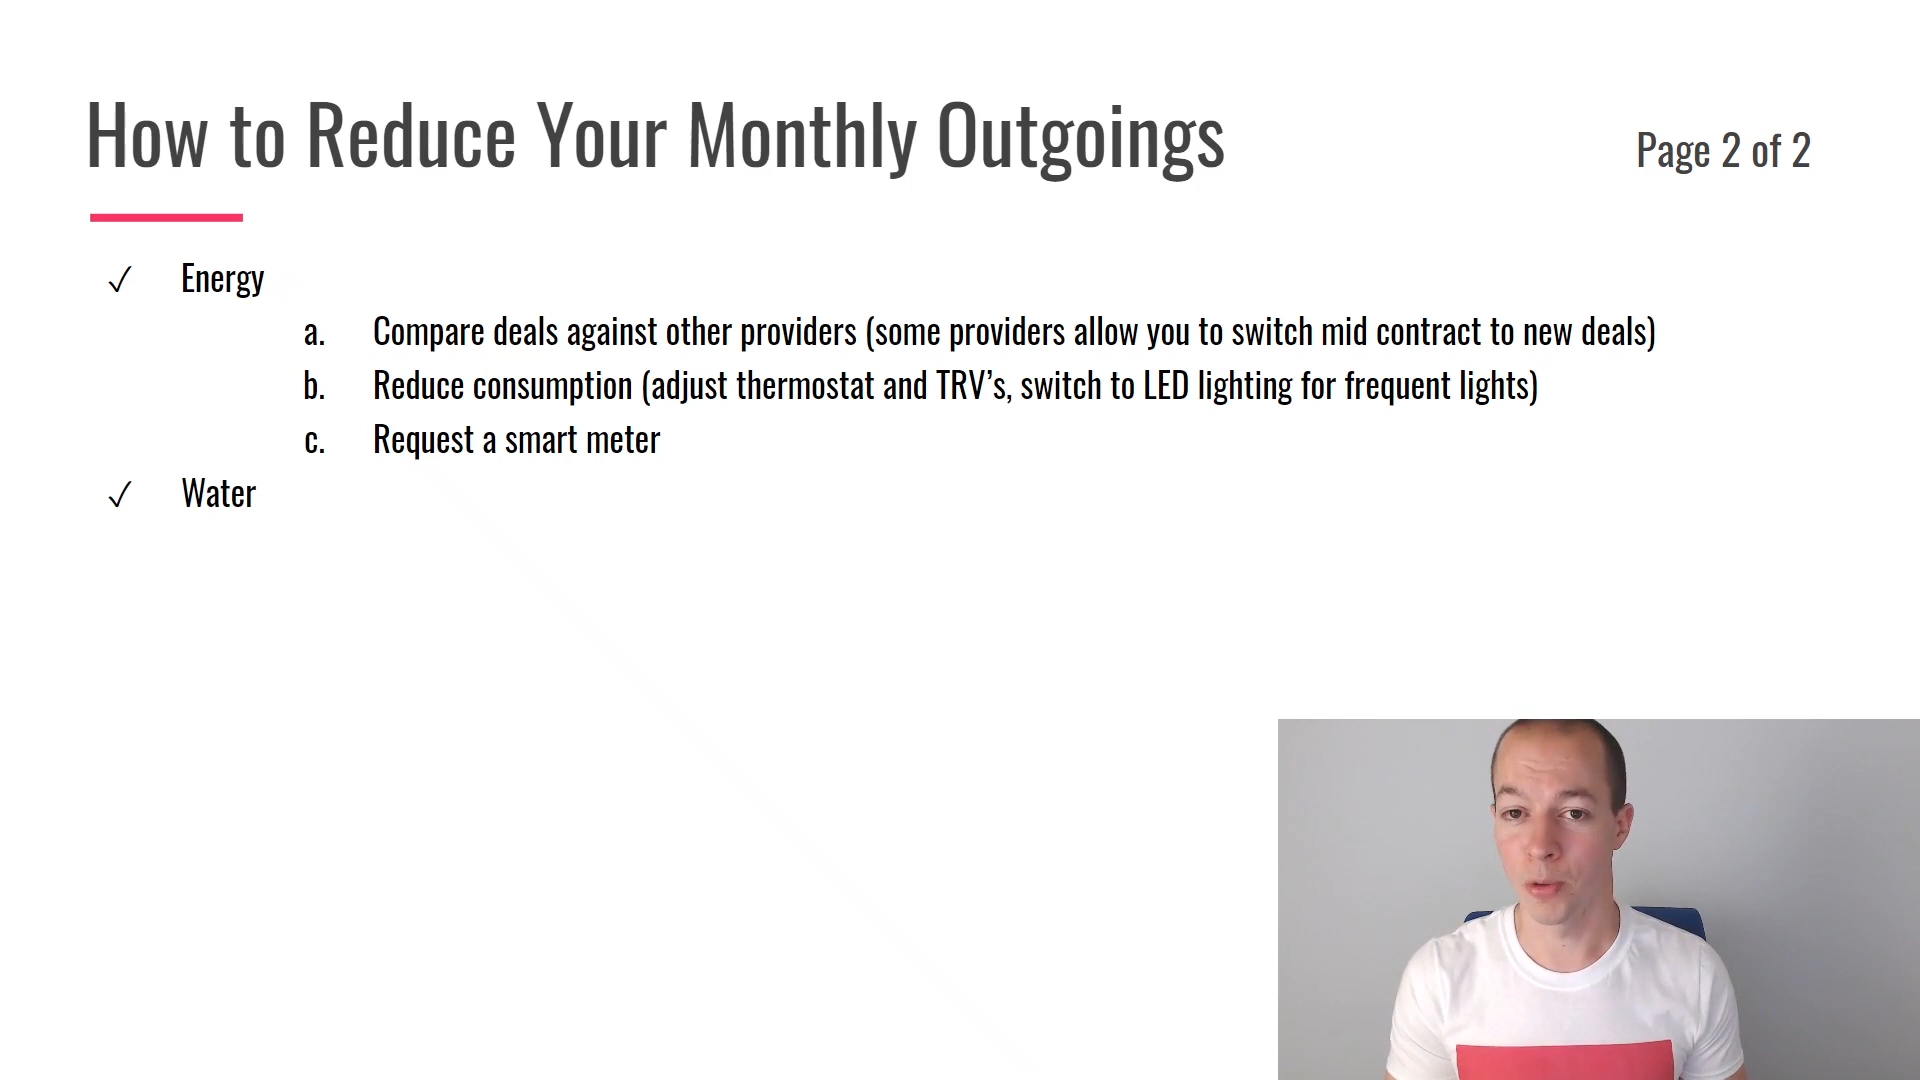 How to Reduce Your Monthly Outgoings
Page 2 of 2
✓ Energy
a. Compare deals against other providers (some providers allow you to switch mid contract to new deals)
b. Reduce consumption (adjust thermostat and TRV’s, switch to LED lighting for frequent lights)
c. Request a smart meter
✓ Water